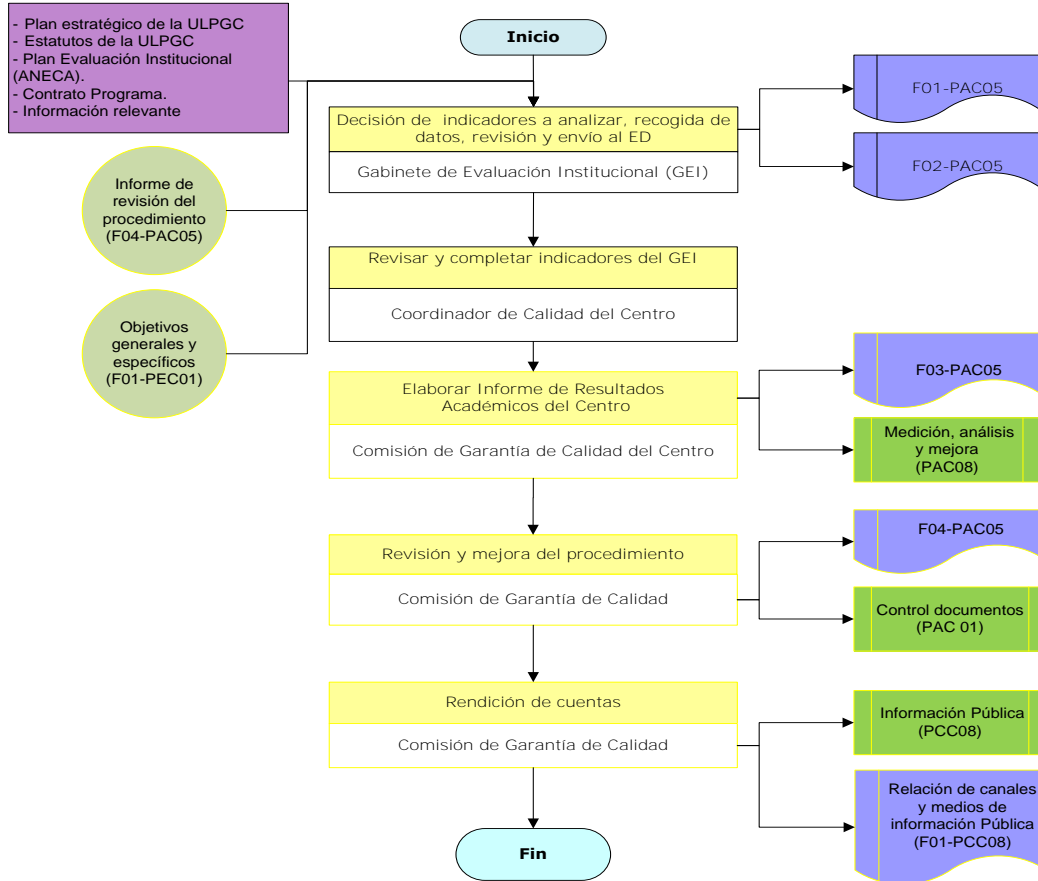 - Plan estratégico de la ULPGC
- Estatutos de la ULPGC
- Plan Evaluación Institucional
(ANECA).
- Contrato Programa.
- Información relevante
Inicio
Decisión de indicadores a analizar, recogida de
datos, revisión y envío al ED
Gabinete de Evaluación Institucional (GEI)
F01-PAC05
F02-PAC05
Informe de
revisión del
procedimiento
(F04-PAC05)
Revisar y completar indicadores del GEI
Coordinador de Calidad del Centro
Objetivos
generales y
específicos
(F01-PEC01)
Elaborar Informe de Resultados
Académicos del Centro
Comisión de Garantía de Calidad del Centro
F03-PAC05
Medición, análisis
y mejora
(PAC08)
Revisión y mejora del procedimiento
Comisión de Garantía de Calidad
F04-PAC05
Control documentos
(PAC 01)
Rendición de cuentas
Comisión de Garantía de Calidad
Información Pública
(PCC08)
Relación de canales
y medios de
información Pública
(F01-PCC08)
Fin